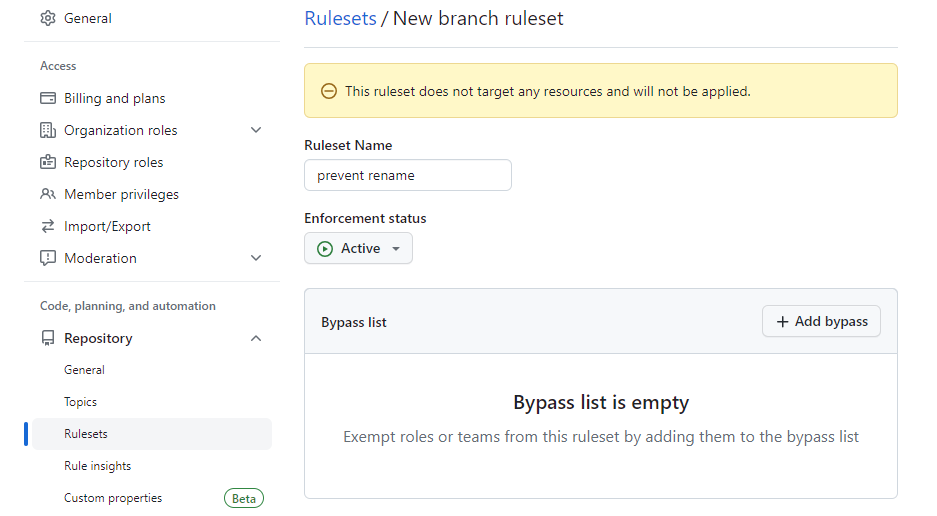 General
Access
Billing and plans
Organization roles
Repository roles
Member privileges
Import/Export
Moderation
Code, planning, and automation
Repository
General
Topics
Rulesets
Rule insights
Custom properties Beta
Rulesets / New branch ruleset
This ruleset does not target any resources and will not be applied.
Ruleset Name
prevent rename
Enforcement status
Active
Bypass list
Add bypass
Bypass list is empty
Exempt roles or teams from this ruleset by adding them to the bypass list